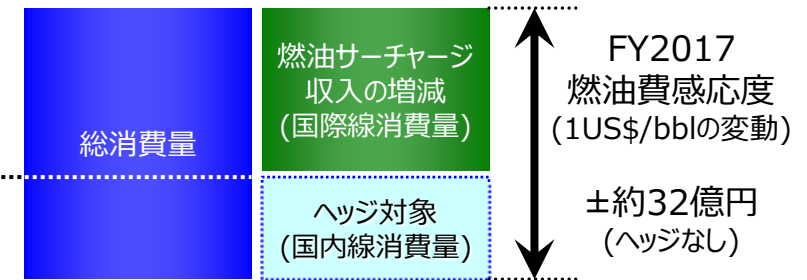 総消費量
燃油サーチャージ
収入の増減
(国際線消費量)
ヘッジ対象
(国内線消費量)
FY2017
燃油費感応度
(1US$/bblの変動)
±約32億円
(ヘッジなし)